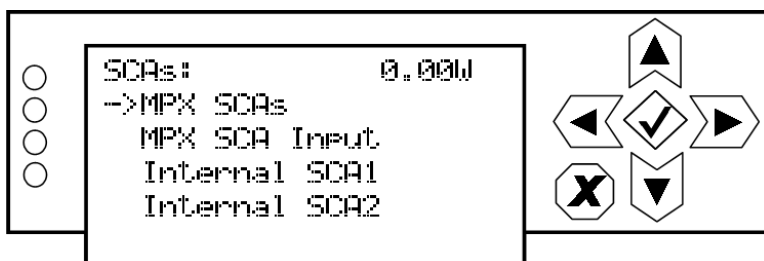 SCAs: 0.00W
->MPX SCAs
MPX SCA Input
Internal SCA1
Internal SCA2
X